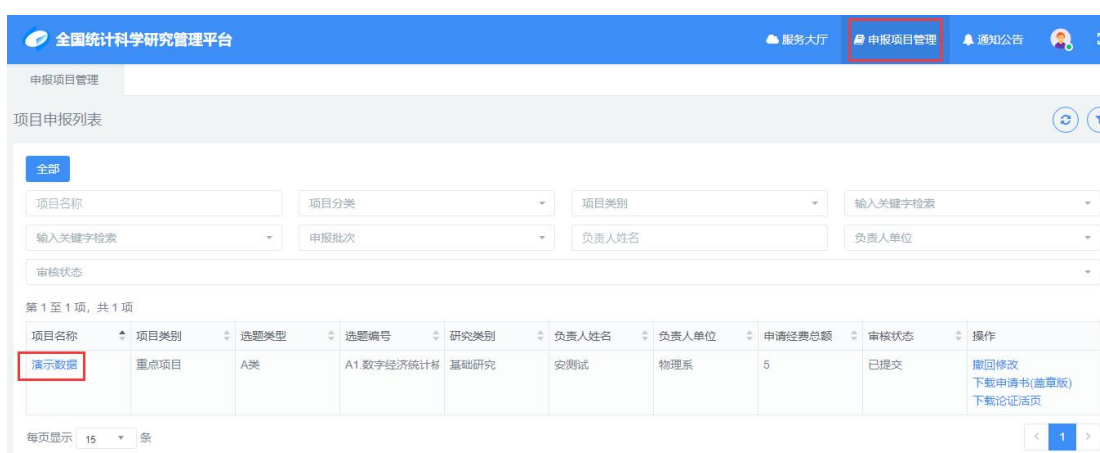 全国统计科学研究管理平台 服务大厅 申报项目管理 通知公告
申报项目管理
项目申报列表
全部
项目名称 项目分类 项目类别 输入关键字检索
输入关键字检索 申报批次 负责人姓名 负责人单位
审核状态
第 1 至 1 项, 共 1 项
项目名称 项目类别 选题类型 选题编号 研究类别 负责人姓名 负责人单位 申请经费总额 审核状态 操作
演示数据 重点项目 A类 A1.数字经济统计核 基础研究 安测试 物理系 5 已提交 撤回修改
下载申请书(盖章版)
下载论证活页
每页显示 15 条 1